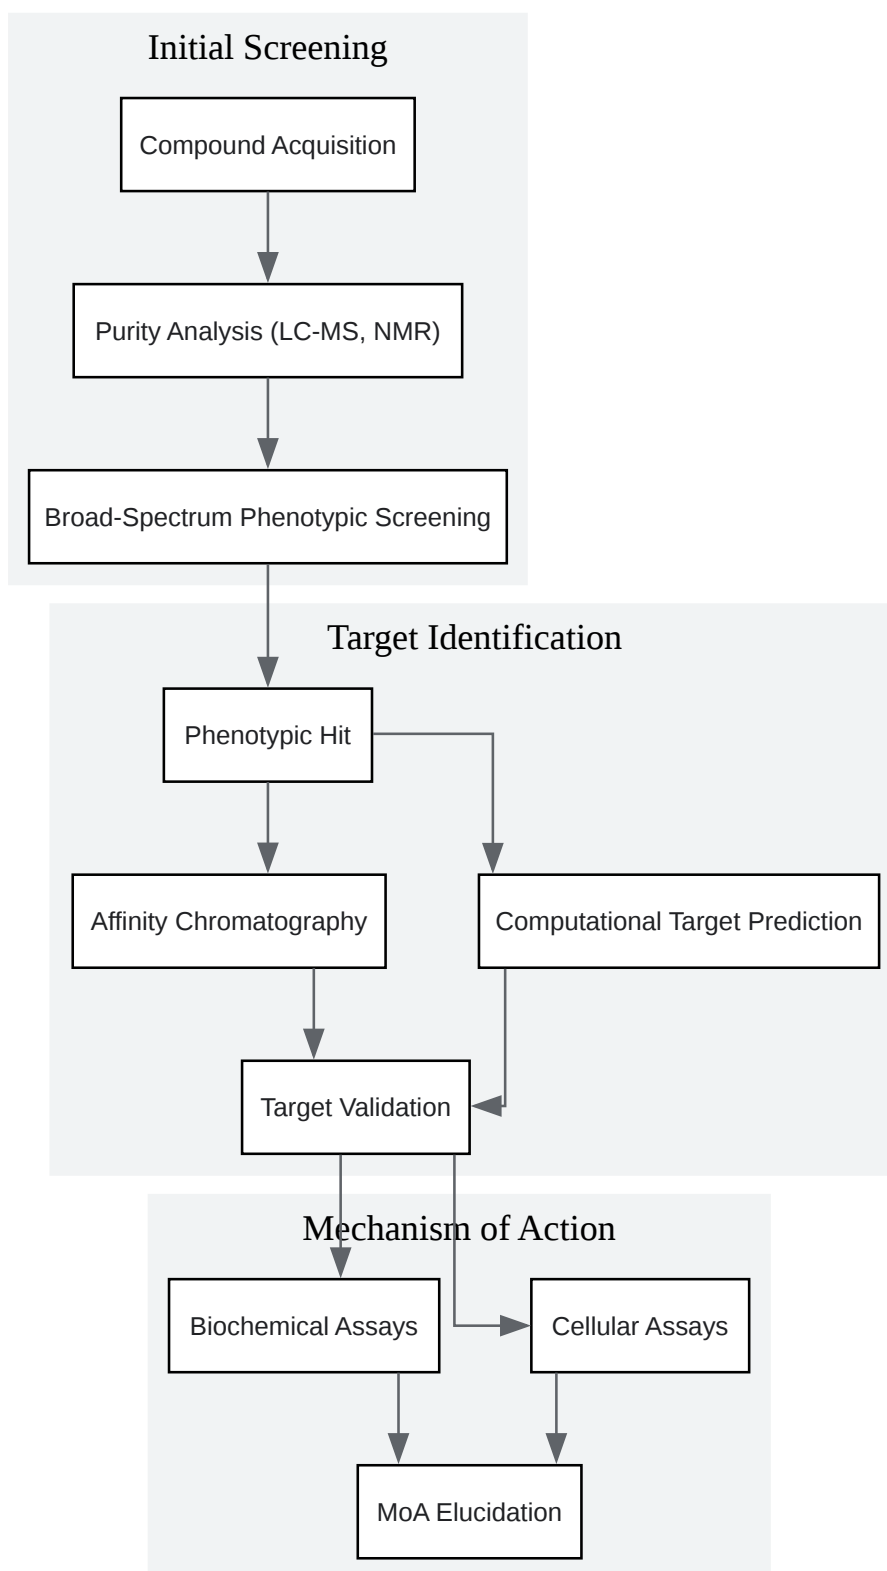 Initial Screening
Compound Acquisition
Purity Analysis (LC-MS, NMR)
Broad-Spectrum Phenotypic Screening
Target Identification
Phenotypic Hit
Affinity Chromatography
Computational Target Prediction
Target Validation
Mechanism of Action
Biochemical Assays
Cellular Assays
MoA Elucidation